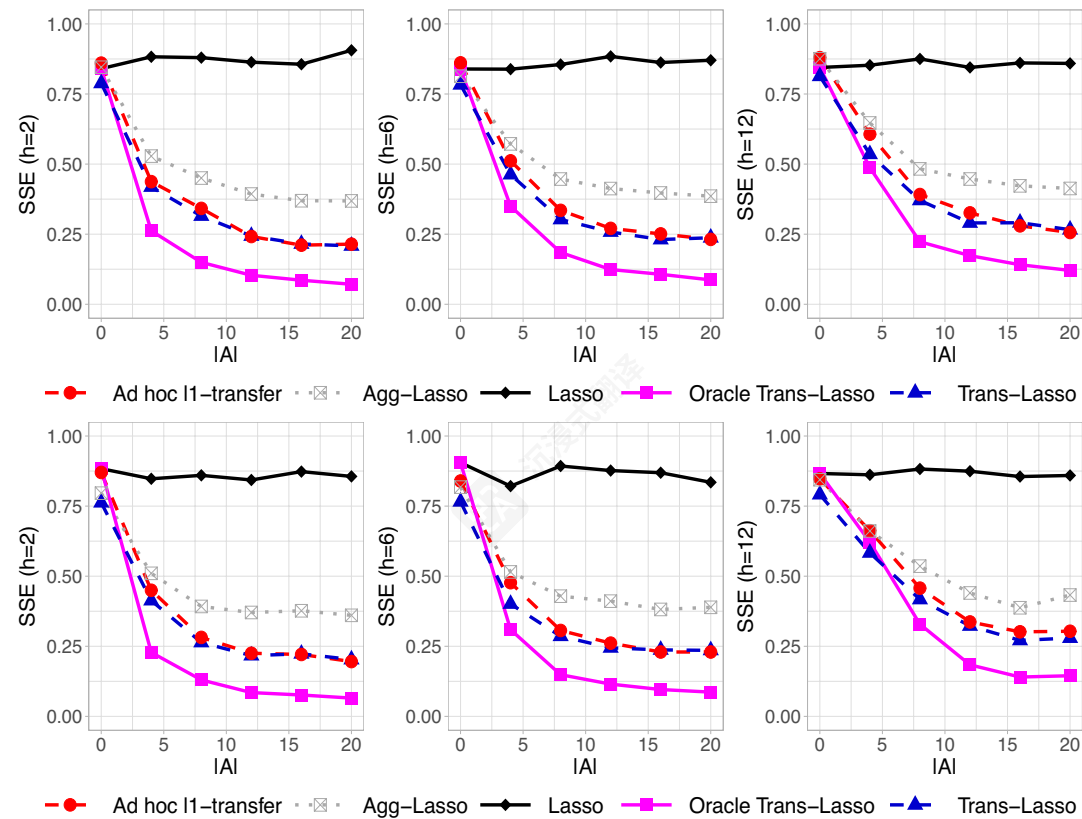 1.00 1.00 1.00
0.75 0.75 0.75
SSE (h=2) SSE (h=6) SSE (h=12)
0.50 0.50 0.50
0.25 0.25 0.25
0.00 0.00 0.00
0 5 10 15 20 0 5 10 15 20 0 5 10 15 20
|A| |A| |A|
Ad hoc l1−transfer Agg−Lasso Lasso Oracle Trans−Lasso Trans−Lasso
沉浸式翻译
1.00 1.00 1.00
0.75 0.75 0.75
SSE (h=2) SSE (h=6) SSE (h=12)
0.50 0.50 0.50
0.25 0.25 0.25
0.00 0.00 0.00
0 5 10 15 20 0 5 10 15 20 0 5 10 15 20
|A| |A| |A|
Ad hoc l1−transfer Agg−Lasso Lasso Oracle Trans−Lasso Trans−Lasso